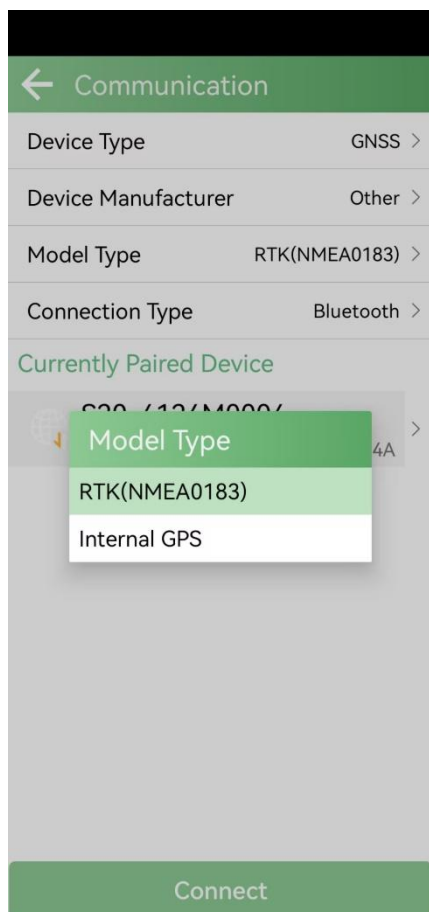 Communication
Device Type GNSS >
Device Manufacturer Other >
Model Type RTK(NMEA0183) >
Connection Type Bluetooth >
Currently Paired Device
4A >
Model Type
RTK(NMEA0183)
Internal GPS
Connect